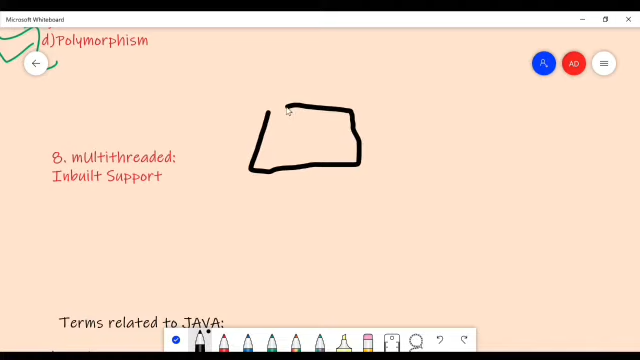 Microsoft Whiteboard
d)Polymorphism
AD
8. mUltithreaded:
Inbuilt Support
Terms related to JAVA: